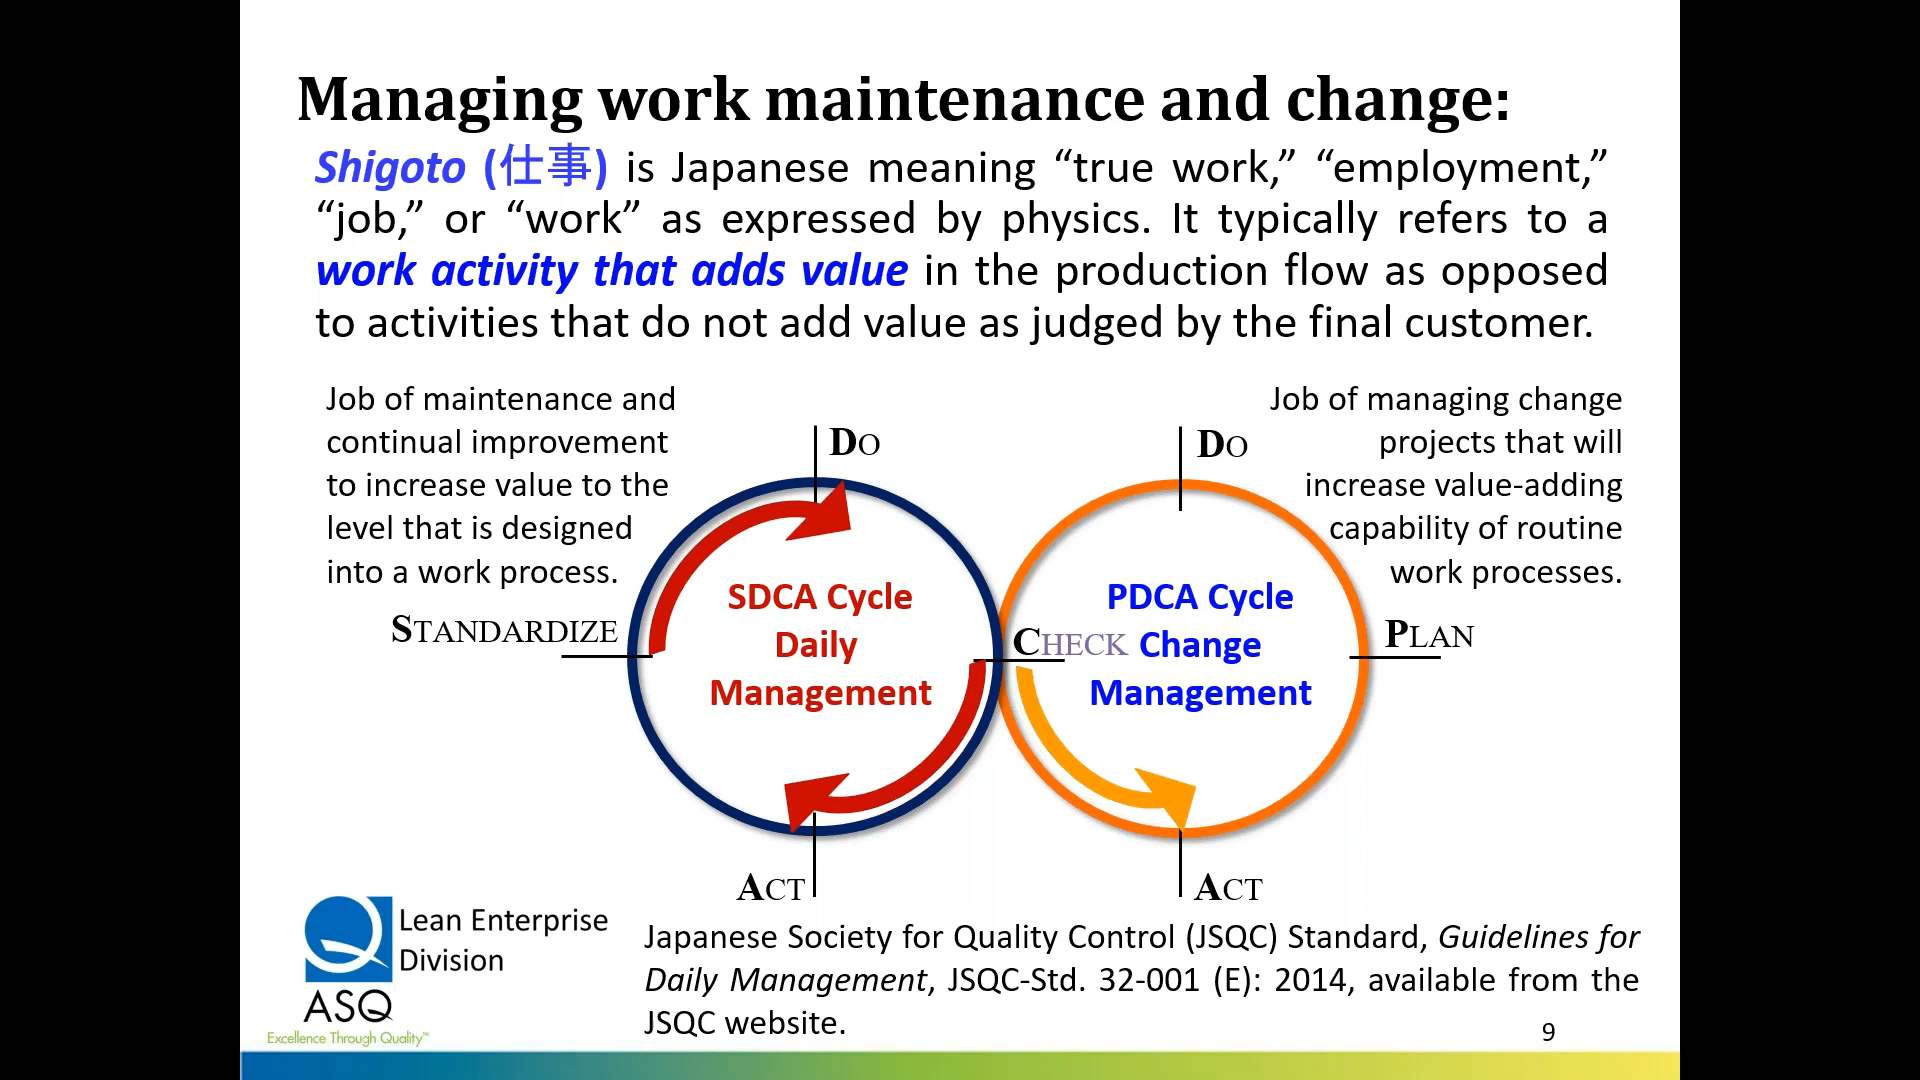 Managing work maintenance and change:
Shigoto (仕事) is Japanese meaning “true work,” “employment,”
“job,” or “work” as expressed by physics. It typically refers to a
work activity that adds value in the production flow as opposed
to activities that do not add value as judged by the final customer.
Job of maintenance and
continual improvement
to increase value to the
level that is designed
into a work process.
Job of managing change
projects that will
increase value-adding
capability of routine
work processes.
DO
DO
STANDARDIZE
SDCA Cycle
Daily
Management
CHECK
PDCA Cycle
Change
Management
PLAN
ACT
ACT
Lean Enterprise
Division
ASQ
Excellence Through Quality™
Japanese Society for Quality Control (JSQC) Standard, Guidelines for
Daily Management, JSQC-Std. 32-001 (E): 2014, available from the
JSQC website.
9